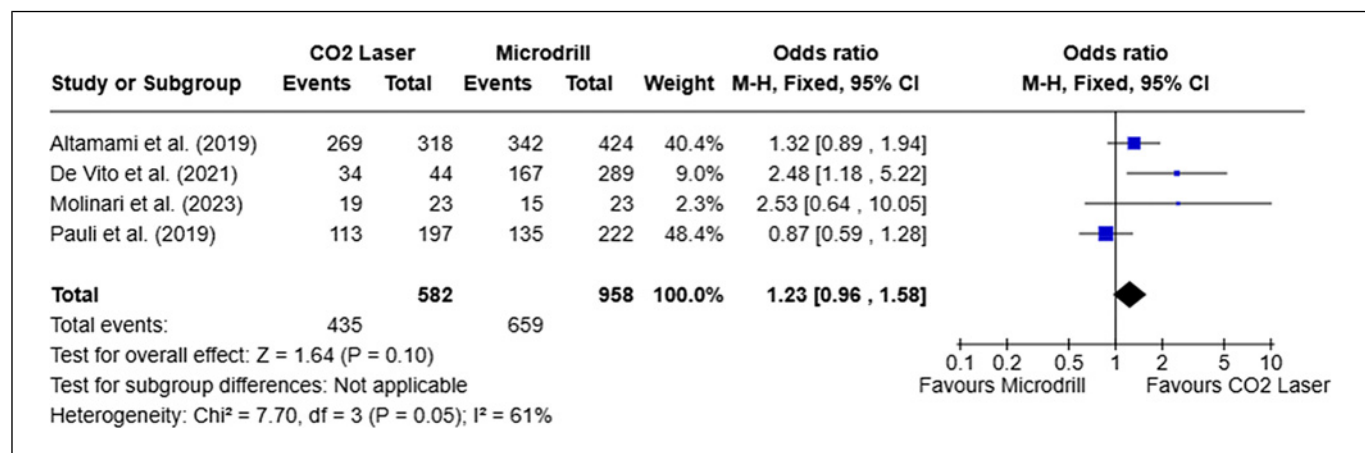 CO2 Laser Microdrill Odds ratio Odds ratio
Study or Subgroup Events Total Events Total Weight M-H, Fixed, 95% CI M-H, Fixed, 95% CI
Altamami et al. (2019) 269 318 342 424 40.4% 1.32 [0.89 , 1.94]
De Vito et al. (2021) 34 44 167 289 9.0% 2.48 [1.18 , 5.22]
Molinari et al. (2023) 19 23 15 23 2.3% 2.53 [0.64 , 10.05]
Pauli et al. (2019) 113 197 135 222 48.4% 0.87 [0.59 , 1.28]
Total 582 958 100.0% 1.23 [0.96 , 1.58]
Total events: 435 659
Test for overall effect: Z = 1.64 (P = 0.10)
Test for subgroup differences: Not applicable
Heterogeneity: Chi² = 7.70, df = 3 (P = 0.05); I² = 61%
0.1 0.2 0.5 1 2 5 10
Favours Microdrill Favours CO2 Laser